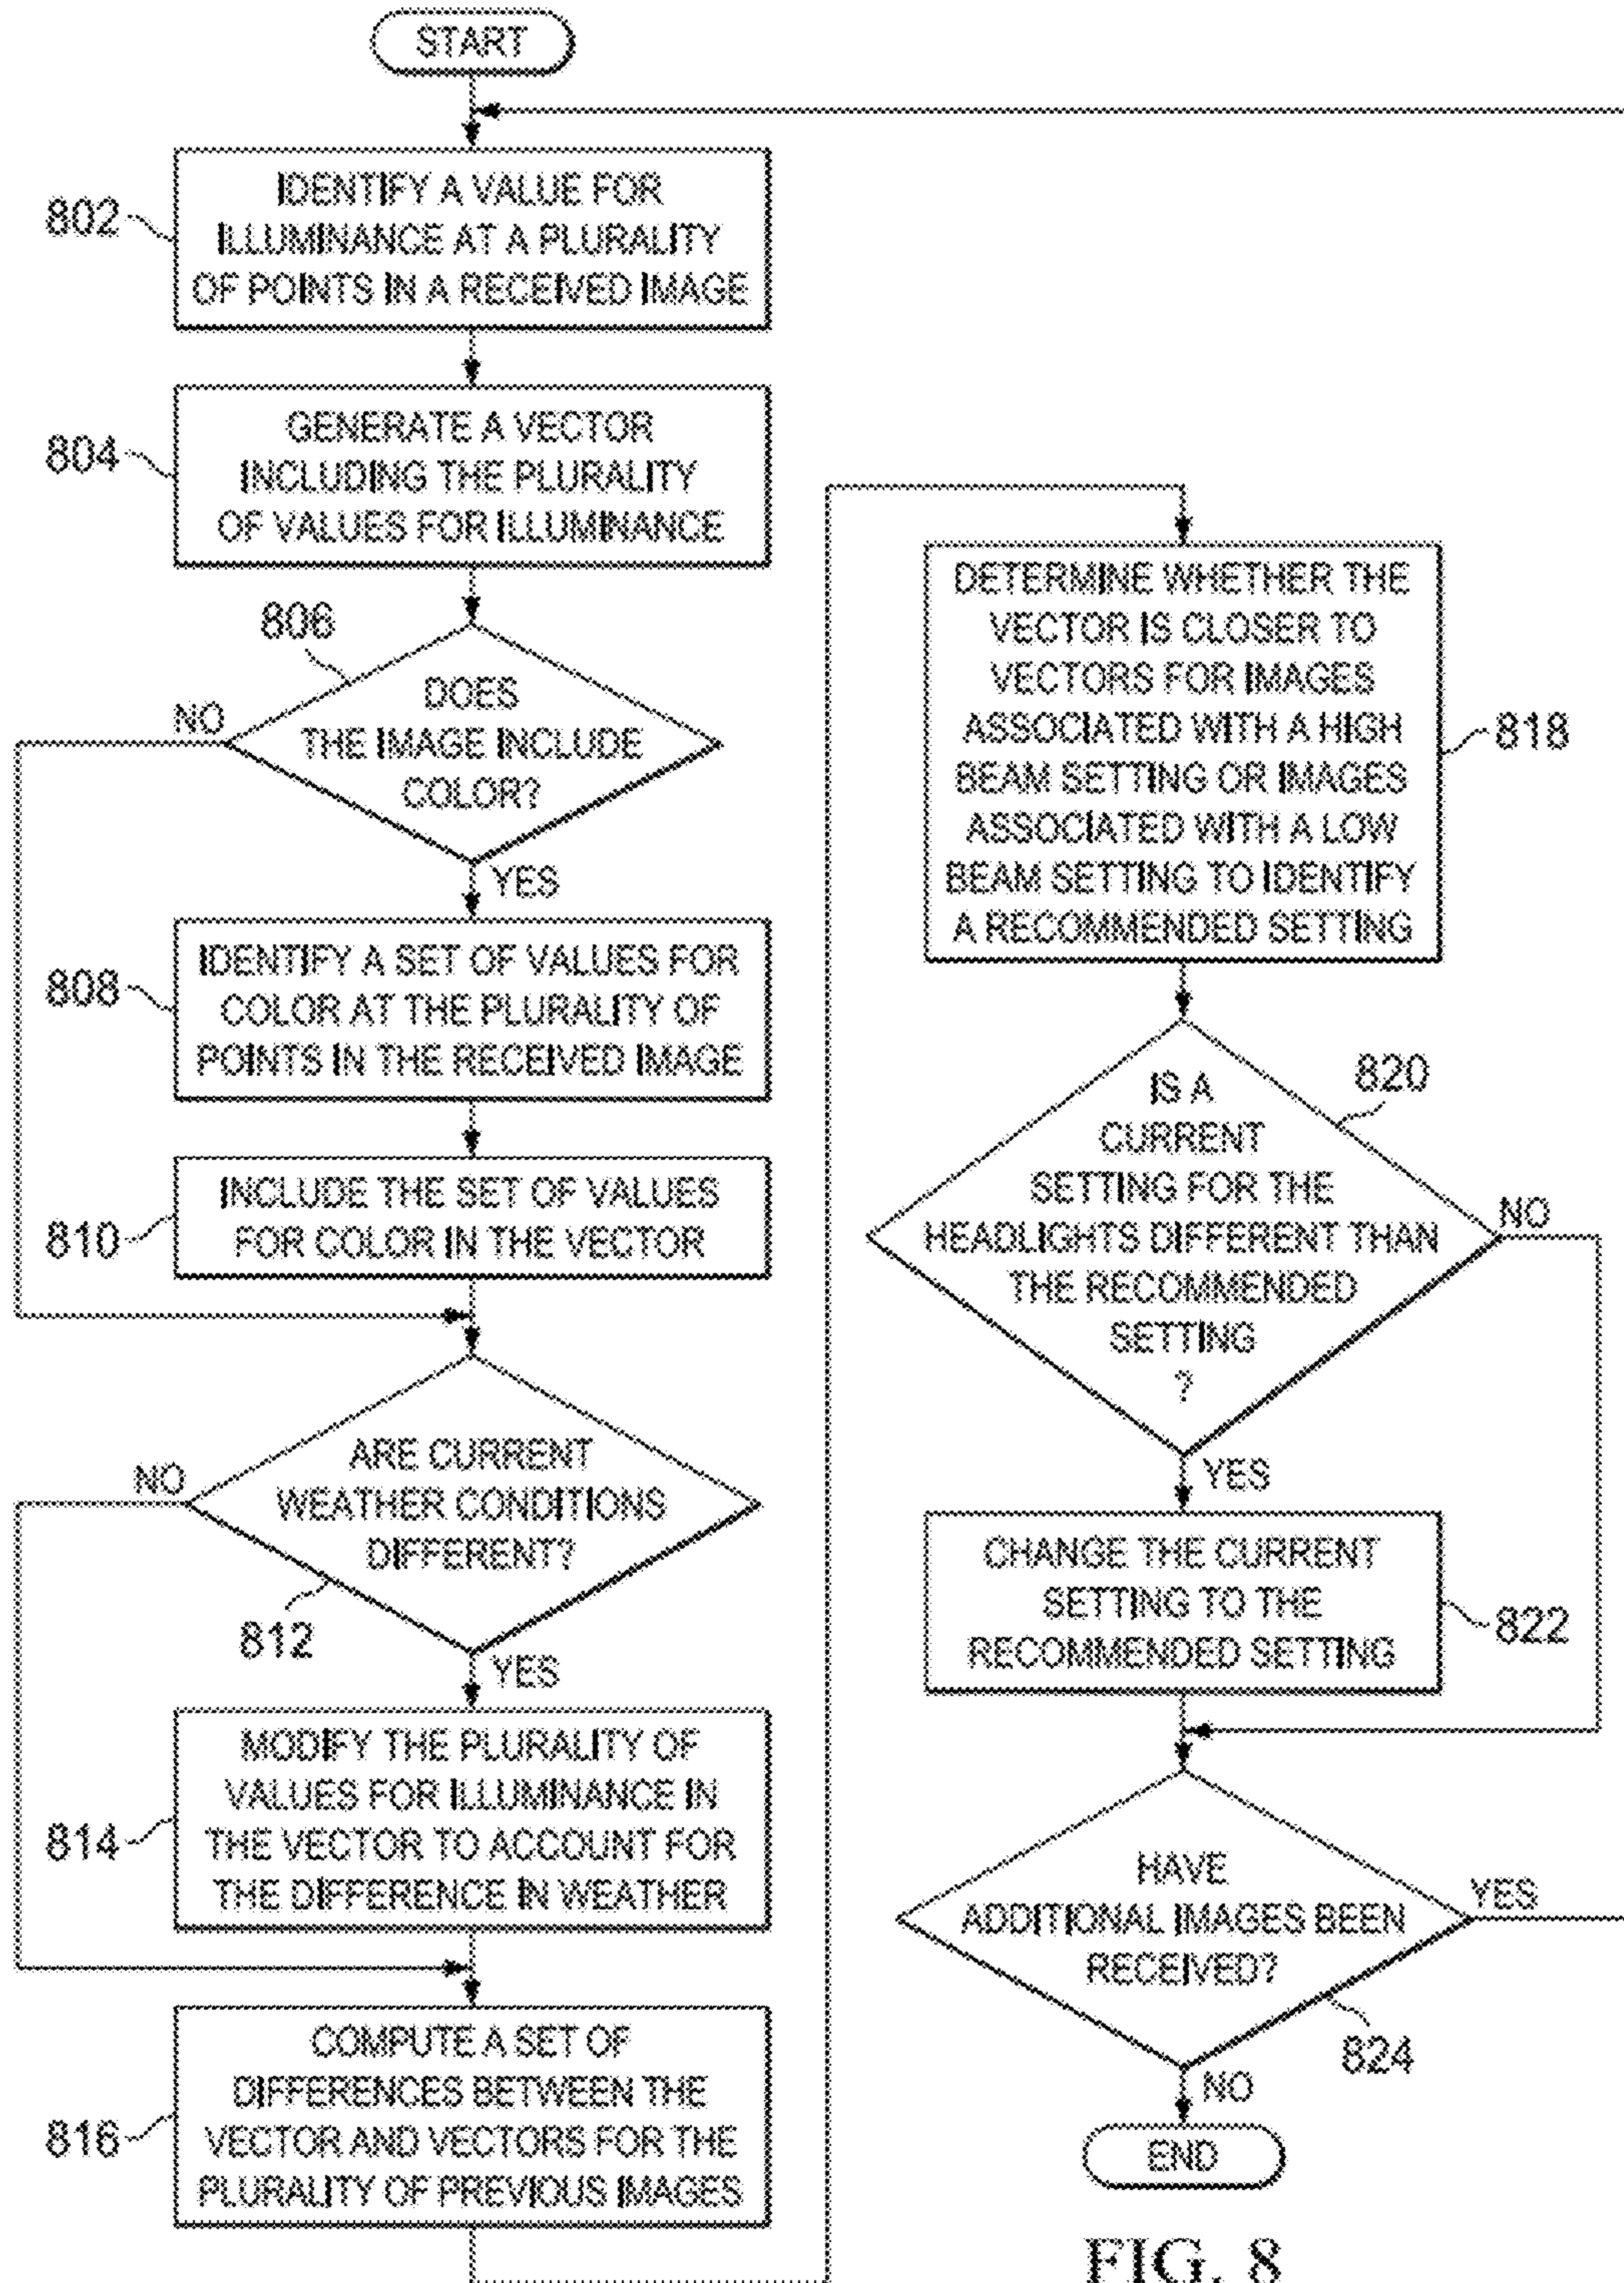 START
802
IDENTIFY A VALUE FOR
ILLUMINANCE AT A PLURALITY
OF POINTS IN A RECEIVED IMAGE
804
GENERATE A VECTOR
INCLUDING THE PLURALITY
OF VALUES FOR ILLUMINANCE
806
DOES
THE IMAGE INCLUDE
COLOR?
NO
YES
808
IDENTIFY A SET OF VALUES FOR
COLOR AT THE PLURALITY OF
POINTS IN THE RECEIVED IMAGE
810
INCLUDE THE SET OF VALUES
FOR COLOR IN THE VECTOR
ARE CURRENT
WEATHER CONDITIONS
DIFFERENT?
NO
812
YES
814
MODIFY THE PLURALITY OF
VALUES FOR ILLUMINANCE IN
THE VECTOR TO ACCOUNT FOR
THE DIFFERENCE IN WEATHER
816
COMPUTE A SET OF
DIFFERENCES BETWEEN THE
VECTOR AND VECTORS FOR THE
PLURALITY OF PREVIOUS IMAGES
DETERMINE WHETHER THE
VECTOR IS CLOSER TO
VECTORS FOR IMAGES
ASSOCIATED WITH A HIGH
BEAM SETTING OR IMAGES
ASSOCIATED WITH A LOW
BEAM SETTING TO IDENTIFY
A RECOMMENDED SETTING
818
820
IS A
CURRENT
SETTING FOR THE
HEADLIGHTS DIFFERENT THAN
THE RECOMMENDED
SETTING
?
NO
YES
CHANGE THE CURRENT
SETTING TO THE
RECOMMENDED SETTING
822
HAVE
ADDITIONAL IMAGES BEEN
RECEIVED?
YES
824
NO
END
FIG. 8